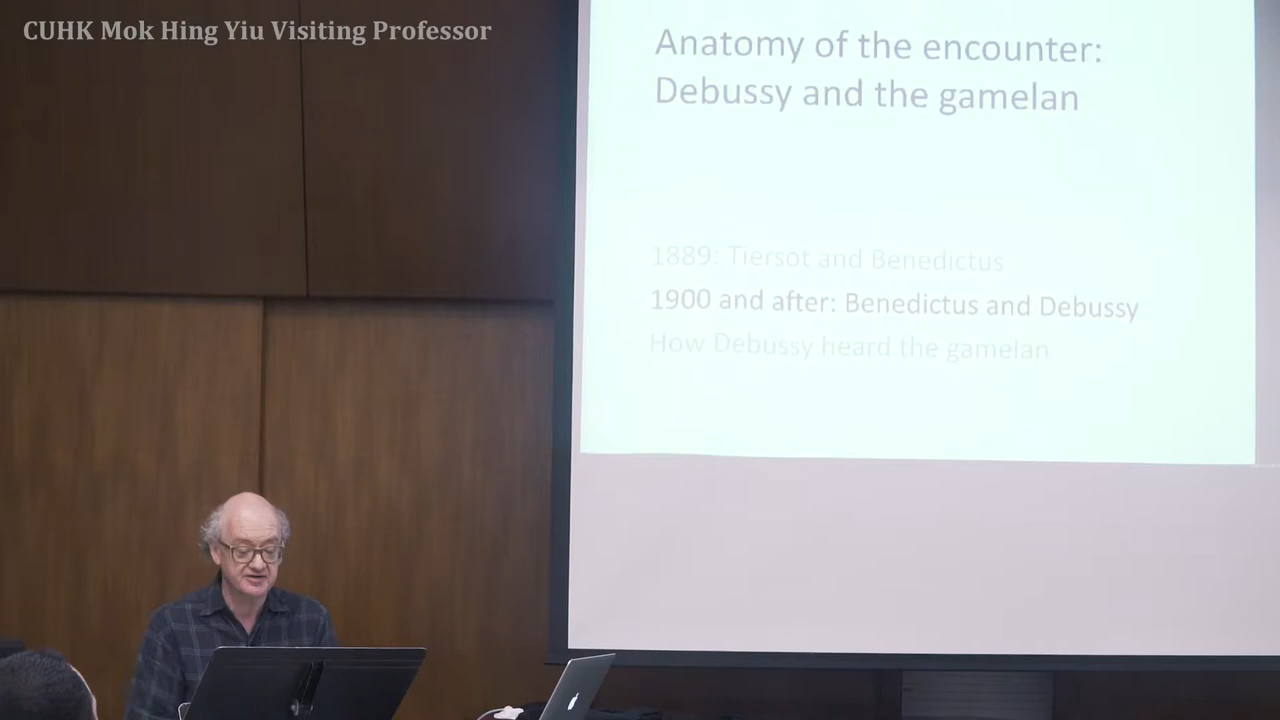 CUHK Mok Hing Yiu Visiting Professor
Anatomy of the encounter:
Debussy and the gamelan
1889: Tiersot and Benedictus
1900 and after: Benedictus and Debussy
How Debussy heard the gamelan